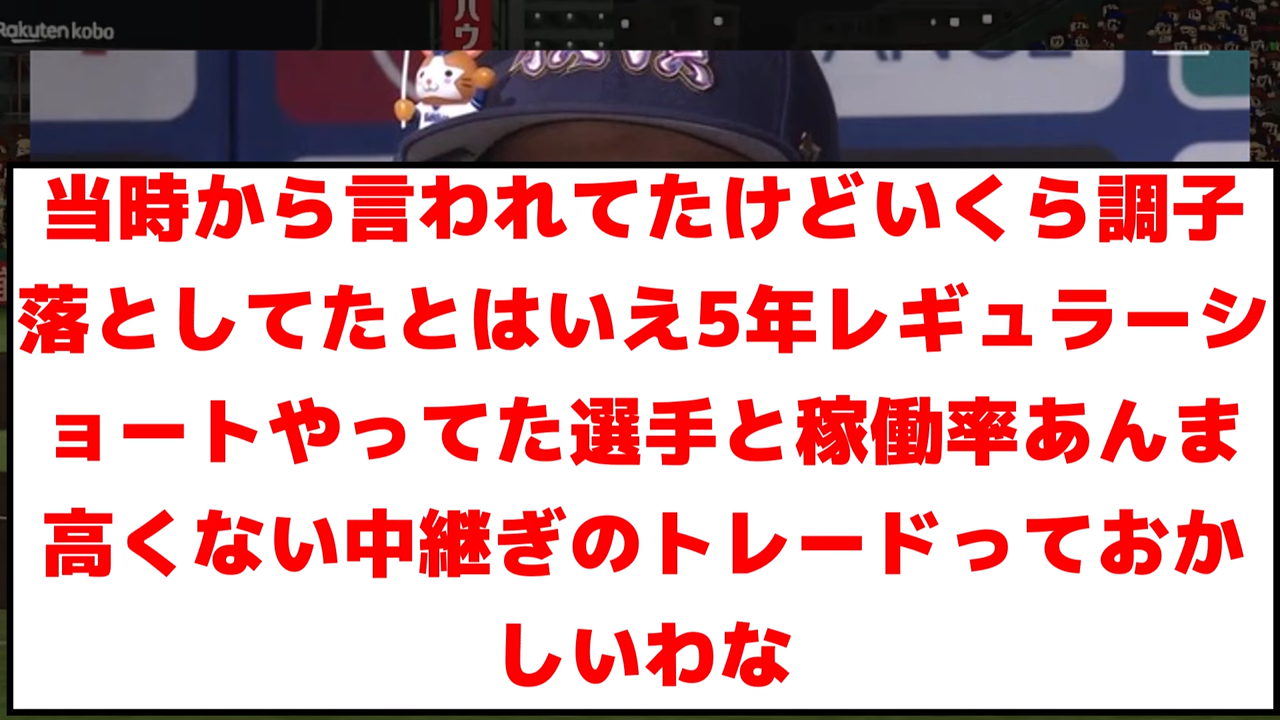 Rakuten kobo
ハウ
当時から言われてたけどいくら調子
落としてたとはいえ5年レギュラーシ
ョートやってた選手と稼働率あんま
高くない中継ぎのトレードっておか
しいわな